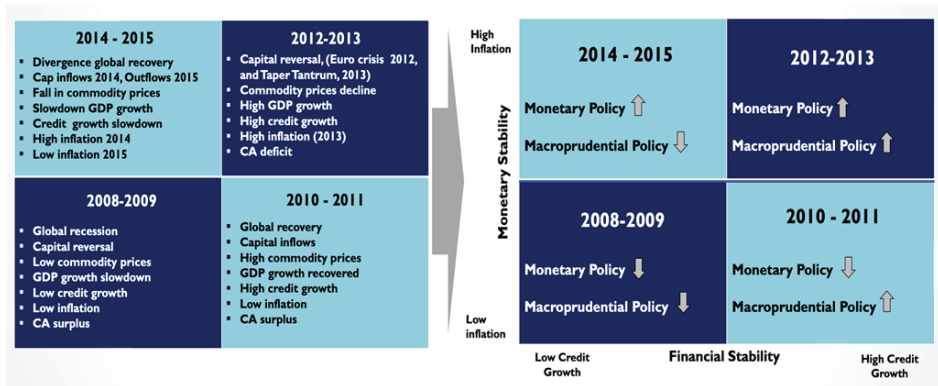 2014 - 2015
Divergence global recovery
Cap inflows 2014, Outflows 2015
Fall in commodity prices
Slowdown GDP growth
Credit growth slowdown
High inflation 2014
Low inflation 2015
2012-2013
Capital reversal, (Euro crisis 2012,
and Taper Tantrum, 2013)
Commodity prices decline
High GDP growth
High credit growth
High inflation (2013)
CA deficit
2008-2009
Global recession
Capital reversal
Low commodity prices
GDP growth slowdown
Low credit growth
Low inflation
CA surplus
2010 - 2011
Global recovery
Capital inflows
High commodity prices
GDP growth recovered
High credit growth
Low inflation
CA surplus
High
Inflation
Monetary Stability
Low
inflation
2014 - 2015
Monetary Policy
Macroprudential Policy
2012-2013
Monetary Policy
Macroprudential Policy
2008-2009
Monetary Policy
Macroprudential Policy
2010 - 2011
Monetary Policy
Macroprudential Policy
Low Credit
Growth
Financial Stability
High Credit
Growth